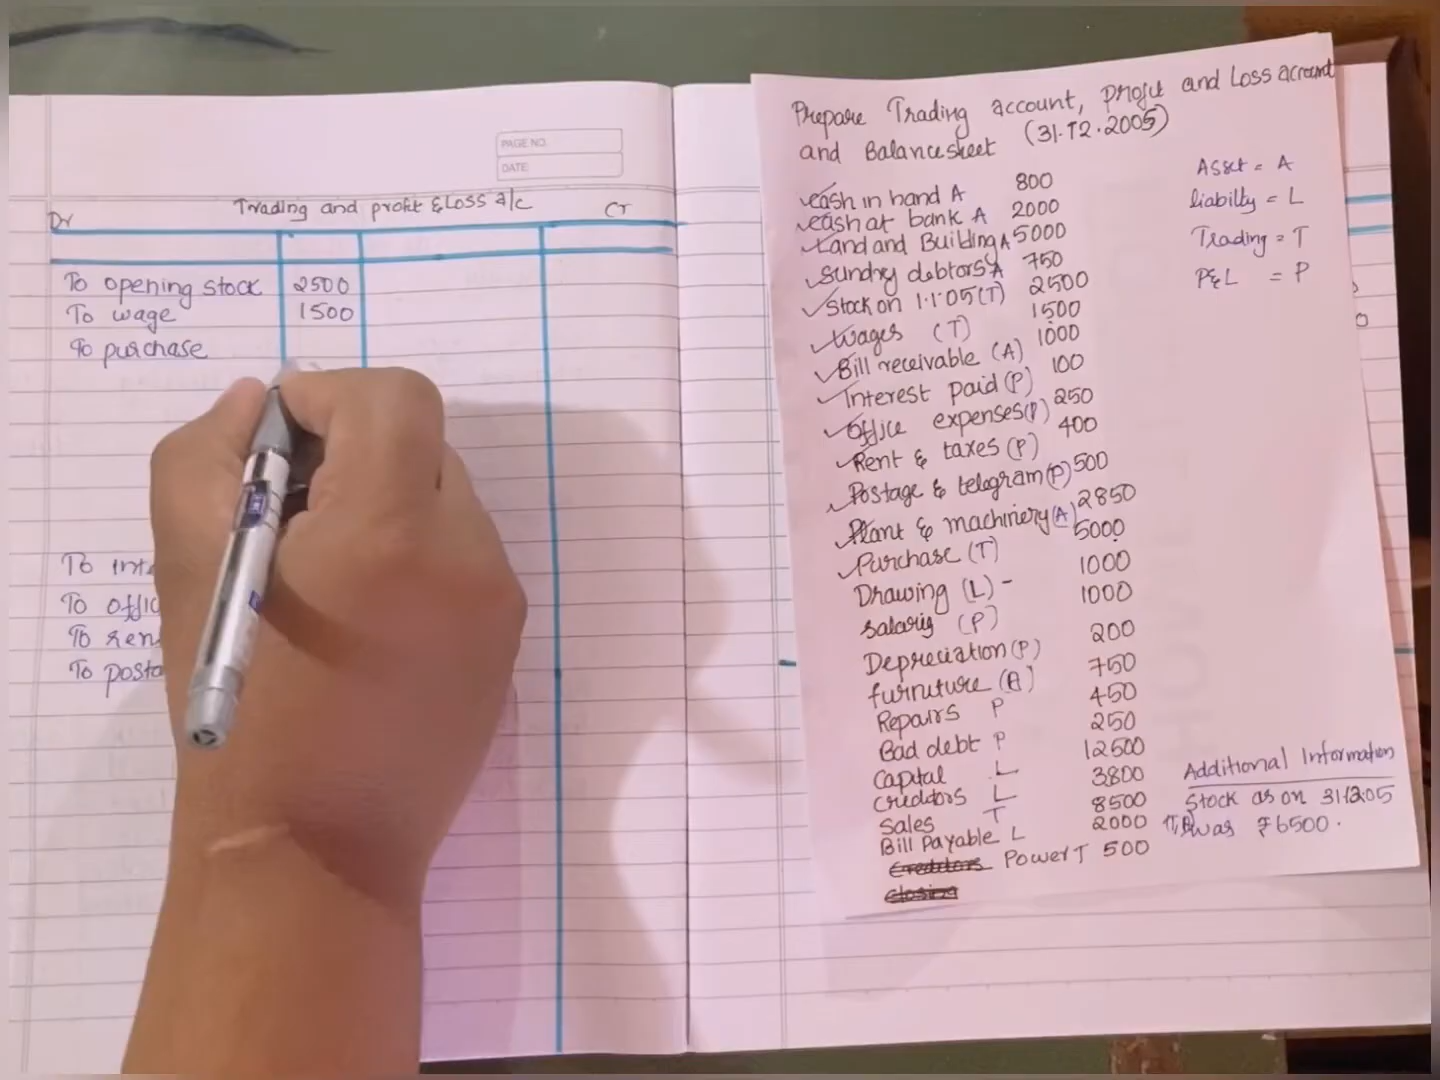 PAGE NO.
DATE
Trading and profit & Loss a/c
Dr
Cr
To opening stock 2500
To wage 1500
To purchase
To
To
To
To
Prepare Trading account, profit and Loss account
and Balancesheet (31.12.2005)
cash in hand A 800
cash at bank A 2000
Land and Building A 5000
Sundry debtors A 750
Stock on 1.1.05 (T) 2500
Wages (T) 1500
Bill receivable (A) 1000
Interest paid (P) 100
Office expenses (P) 250
Rent & taxes (P) 400
Postage & telegram (P) 500
Plant & machinery (A) 2850
Purchase (T) 5000
Drawing (L) - 1000
Salary (P) 1000
Depreciation (P) 200
furnuture (A) 750
Repairs P 450
Bad debt P 250
Capital L 12500
Creditors L 3800
Sales T 8500
Bill Payable L 2000
Creditors Power T 500
Closing
Asset = A
liability = L
Trading = T
P&L = P
Additional Information
Stock as on 31.12.05
was ₹6500.